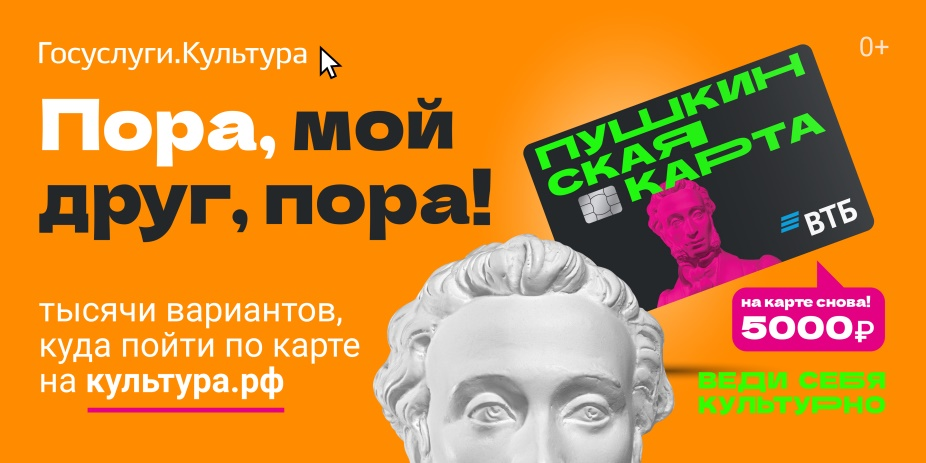 Госуслуги.Культура
0+
Пора, мой
друг, пора!
ПУШКИН
СКАЯ
КАРТА
ВТБ
тысячи вариантов,
куда пойти по карте
на культура.рф
на карте снова!
5000₽
ВЕДИ СЕБЯ
КУЛЬТУРНО